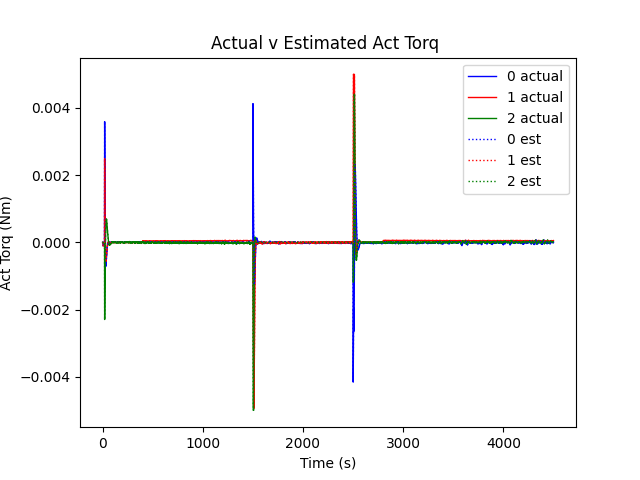 Actual v Estimated Act Torq
0 actual
1 actual
2 actual
0 est
1 est
2 est
0.004
0.002
0.000
−0.002
−0.004
Act Torq (Nm)
0
1000
2000
3000
4000
Time (s)